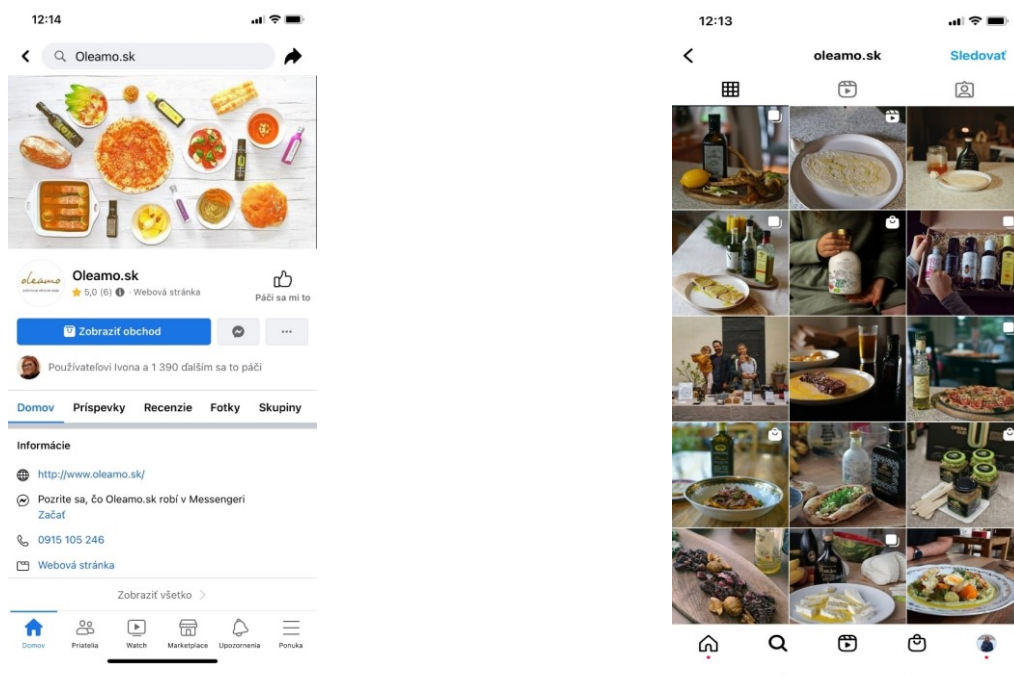 12:14
Oleamo.sk
oleamo
Oleamo.sk
5,0 (6) · Webová stránka
Páči sa mi to
Zobraziť obchod
Používateľovi Ivona a 1 390 ďalším sa to páči
Domov Príspevky Recenzie Fotky Skupiny
Informácie
http://www.oleamo.sk/
Pozrite sa, čo Oleamo.sk robí v Messengeri
Začať
0915 105 246
Webová stránka
Zobraziť všetko
Domov Priatelia Watch Marketplace Upozornenia Ponuka
12:13
oleamo.sk Sledovať